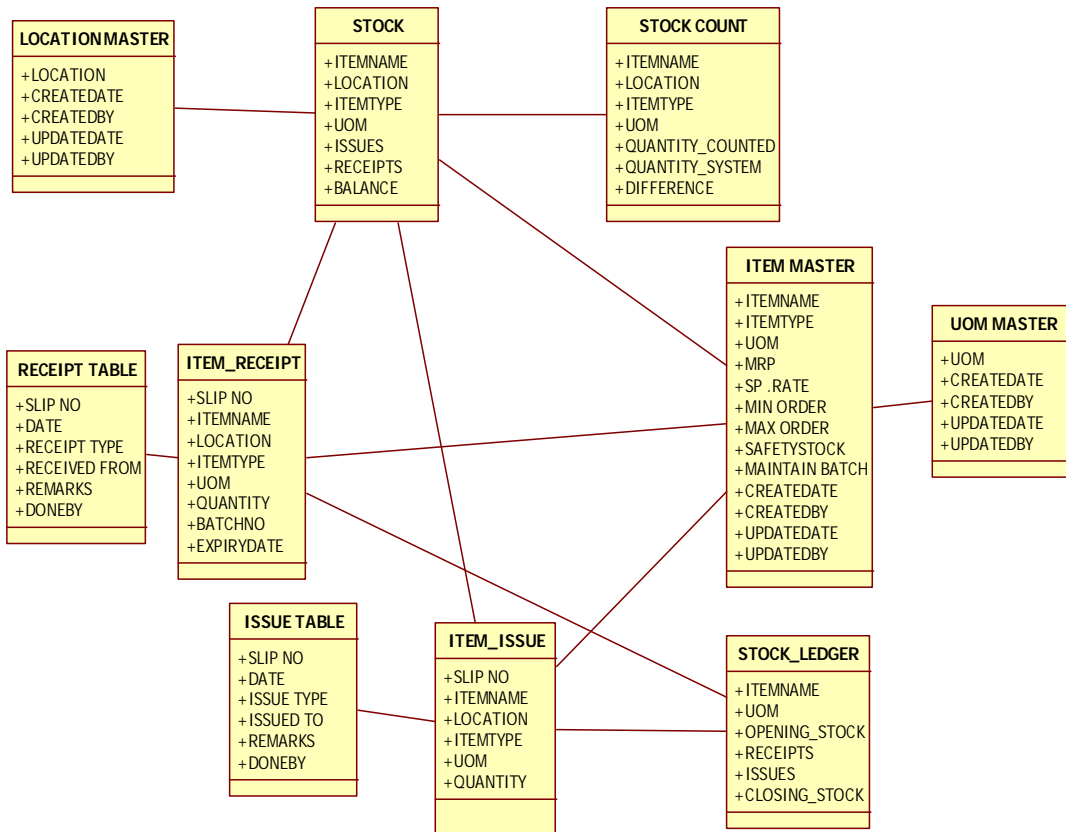 LOCATION MASTER
+LOCATION
+CREATEDATE
+CREATEDBY
+UPDATEDATE
+UPDATEDBY
STOCK
+ITEMNAME
+LOCATION
+ITEMTYPE
+UOM
+ISSUES
+RECEIPTS
+BALANCE
STOCK COUNT
+ITEMNAME
+LOCATION
+ITEMTYPE
+UOM
+QUANTITY_COUNTED
+QUANTITY_SYSTEM
+DIFFERENCE
ITEM MASTER
+ITEMNAME
+ITEMTYPE
+UOM
+MRP
+SP .RATE
+MIN ORDER
+MAX ORDER
+SAFETYSTOCK
+MAINTAIN BATCH
+CREATEDATE
+CREATEDBY
+UPDATEDATE
+UPDATEDBY
UOM MASTER
+UOM
+CREATEDATE
+CREATEDBY
+UPDATEDATE
+UPDATEDBY
RECEIPT TABLE
+SLIP NO
+DATE
+RECEIPT TYPE
+RECEIVED FROM
+REMARKS
+DONEBY
ITEM_RECEIPT
+SLIP NO
+ITEMNAME
+LOCATION
+ITEMTYPE
+UOM
+QUANTITY
+BATCHNO
+EXPIRYDATE
ISSUE TABLE
+SLIP NO
+DATE
+ISSUE TYPE
+ISSUED TO
+REMARKS
+DONEBY
ITEM_ISSUE
+SLIP NO
+ITEMNAME
+LOCATION
+ITEMTYPE
+UOM
+QUANTITY
STOCK_LEDGER
+ITEMNAME
+UOM
+OPENING_STOCK
+RECEIPTS
+ISSUES
+CLOSING_STOCK